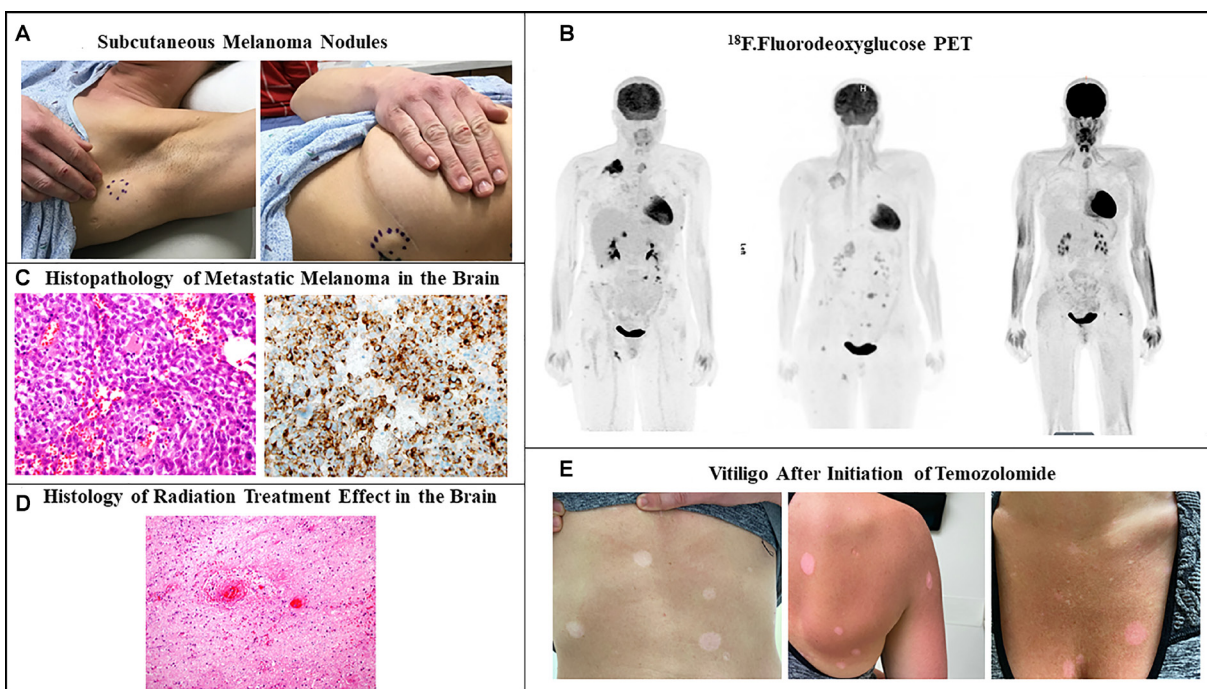 A
Subcutaneous Melanoma Nodules
B
¹⁸F.Fluorodeoxyglucose PET
H
Left
C
Histopathology of Metastatic Melanoma in the Brain
D
Histology of Radiation Treatment Effect in the Brain
E
Vitiligo After Initiation of Temozolomide